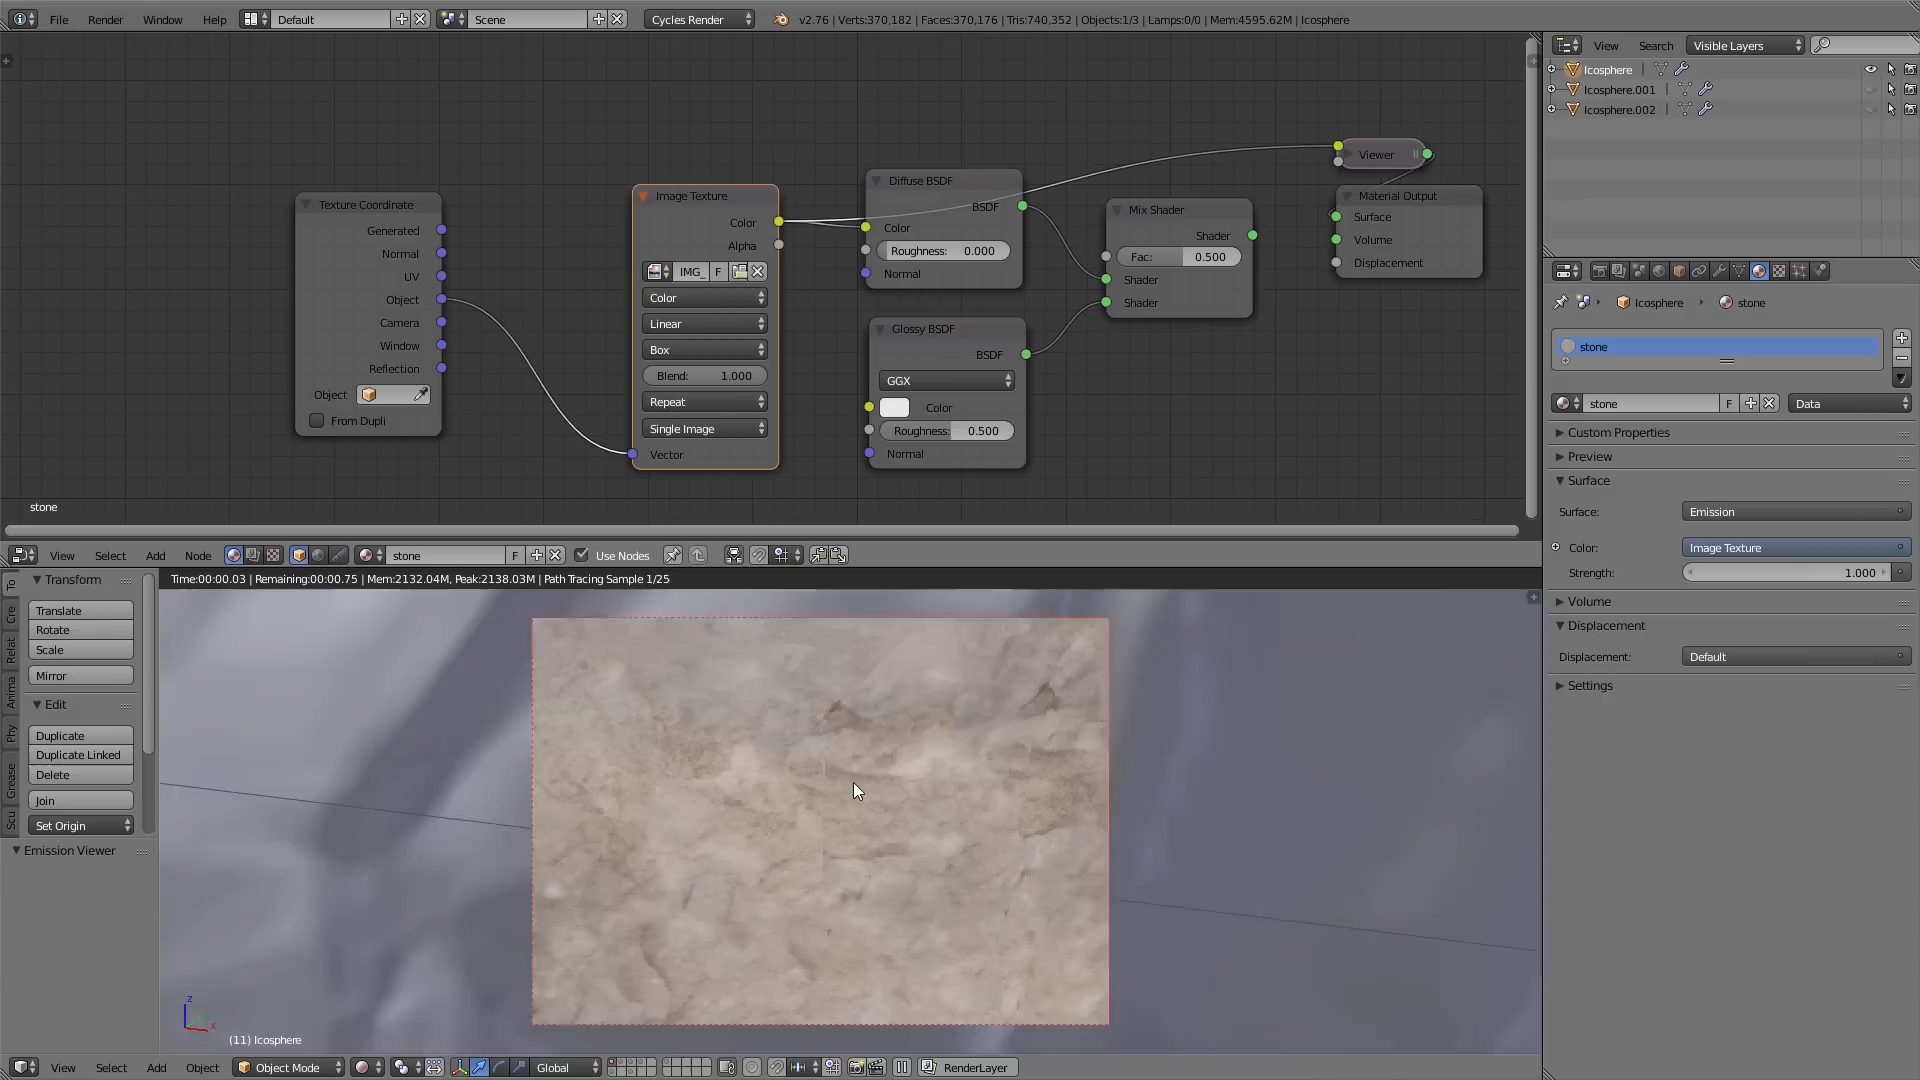 File Render Window Help Default Scene Cycles Render v2.76 | Verts:370,182 | Faces:370,176 | Tris:740,352 | Objects:1/3 | Lamps:0/0 | Mem:4595.62M | Icosphere
View Search Visible Layers
Icosphere
Icosphere.001
Icosphere.002
Texture Coordinate
Generated
Normal
UV
Object
Camera
Window
Reflection
Object
From Dupli
Image Texture
Color
Alpha
IMG_ F
Color
Linear
Box
Blend: 1.000
Repeat
Single Image
Vector
Diffuse BSDF
BSDF
Color
Roughness: 0.000
Normal
Glossy BSDF
BSDF
GGX
Color
Roughness: 0.500
Normal
Mix Shader
Shader
Fac: 0.500
Shader
Shader
Viewer
Material Output
Surface
Volume
Displacement
stone
View Select Add Node stone F Use Nodes
Icosphere stone
stone
stone F Data
Custom Properties
Preview
Surface
Surface: Emission
Color: Image Texture
Strength: 1.000
Volume
Displacement
Displacement: Default
Settings
To
Cre
Relat
Anima
Phy
Grease
Scu
Transform
Translate
Rotate
Scale
Mirror
Edit
Duplicate
Duplicate Linked
Delete
Join
Set Origin
Emission Viewer
Time:00:00.03 | Remaining:00:00.75 | Mem:2132.04M, Peak:2138.03M | Path Tracing Sample 1/25
z
x
(11) Icosphere
View Select Add Object Object Mode Global RenderLayer